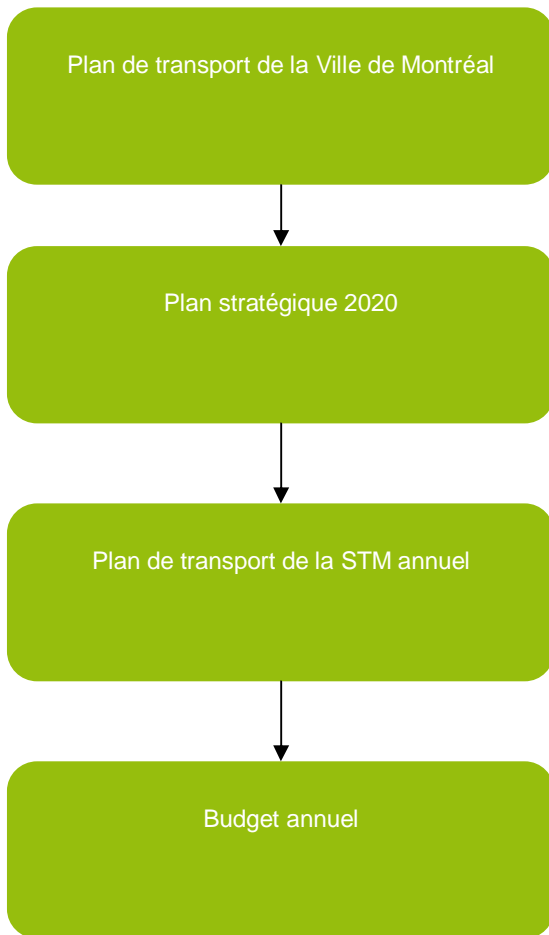 Plan de transport de la Ville de Montréal
Plan stratégique 2020
Plan de transport de la STM annuel
Budget annuel